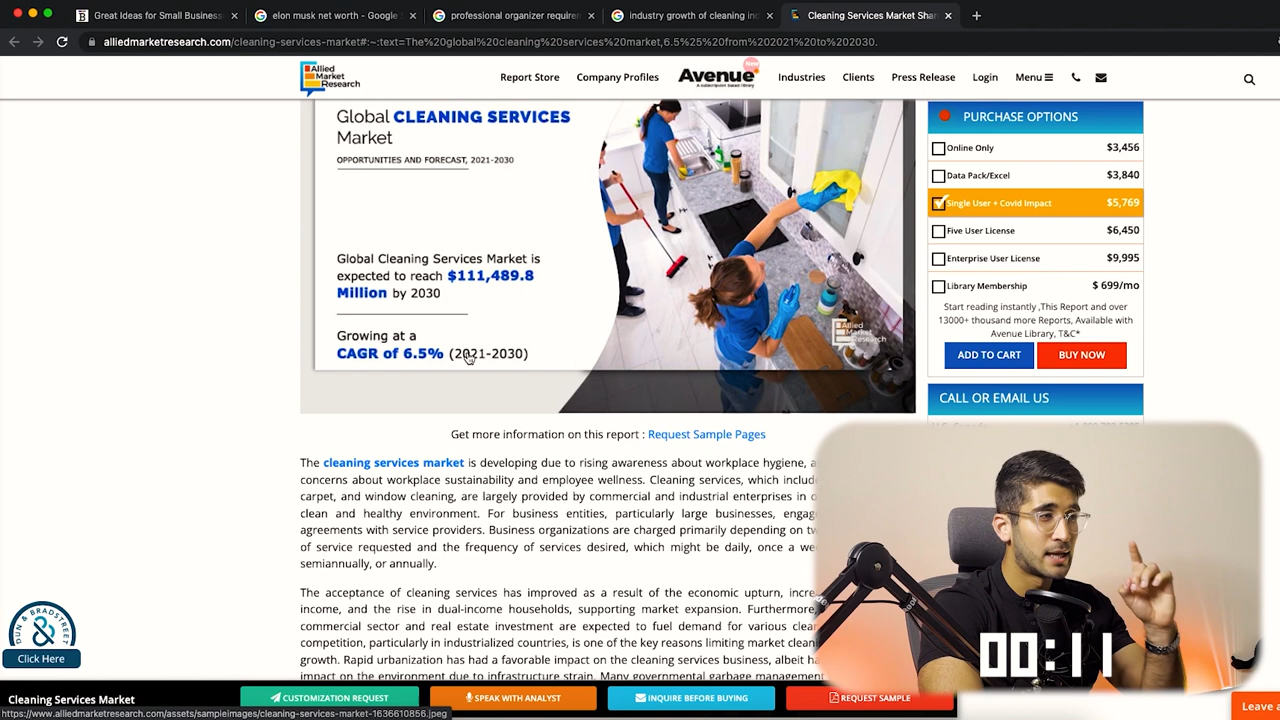 Great Ideas for Small Business
elon musk net worth - Google
professional organizer requirem
industry growth of cleaning in
Cleaning Services Market Shar
alliedmarketresearch.com/cleaning-services-market#:~:text=The%20global%20cleaning%20services%20market,6.5%25%20from%202021%20to%202030.
Allied
Market
Research
Report Store
Company Profiles
Avenue
New
A subscription based library
Industries
Clients
Press Release
Login
Menu
Global CLEANING SERVICES
Market
OPPORTUNITIES AND FORECAST, 2021-2030
Global Cleaning Services Market is
expected to reach $111,489.8
Million by 2030
Growing at a
CAGR of 6.5% (2021-2030)
Allied
Market
Research
PURCHASE OPTIONS
Online Only $3,456
Data Pack/Excel $3,840
Single User + Covid Impact $5,769
Five User License $6,450
Enterprise User License $9,995
Library Membership $ 699/mo
Start reading instantly ,This Report and over
13000+ thousand more Reports, Available with
Avenue Library, T&C*
ADD TO CART
BUY NOW
CALL OR EMAIL US
Get more information on this report : Request Sample Pages
The cleaning services market is developing due to rising awareness about workplace hygiene, a
concerns about workplace sustainability and employee wellness. Cleaning services, which includ
carpet, and window cleaning, are largely provided by commercial and industrial enterprises in o
clean and healthy environment. For business entities, particularly large businesses, engag
agreements with service providers. Business organizations are charged primarily depending on tw
of service requested and the frequency of services desired, which might be daily, once a we
semiannually, or annually.
The acceptance of cleaning services has improved as a result of the economic upturn, incre
income, and the rise in dual-income households, supporting market expansion. Furthermore
commercial sector and real estate investment are expected to fuel demand for various clea
competition, particularly in industrialized countries, is one of the key reasons limiting market clean
growth. Rapid urbanization has had a favorable impact on the cleaning services business, albeit ha
impact on the environment due to infrastructure strain. Many governmental garbage management
DUN & BRADSTREET
&
Click Here
00:11
Cleaning Services Market
CUSTOMIZATION REQUEST
SPEAK WITH ANALYST
INQUIRE BEFORE BUYING
REQUEST SAMPLE
Leave a
https://www.alliedmarketresearch.com/assets/sampleimages/cleaning-services-market-1636610856.jpeg